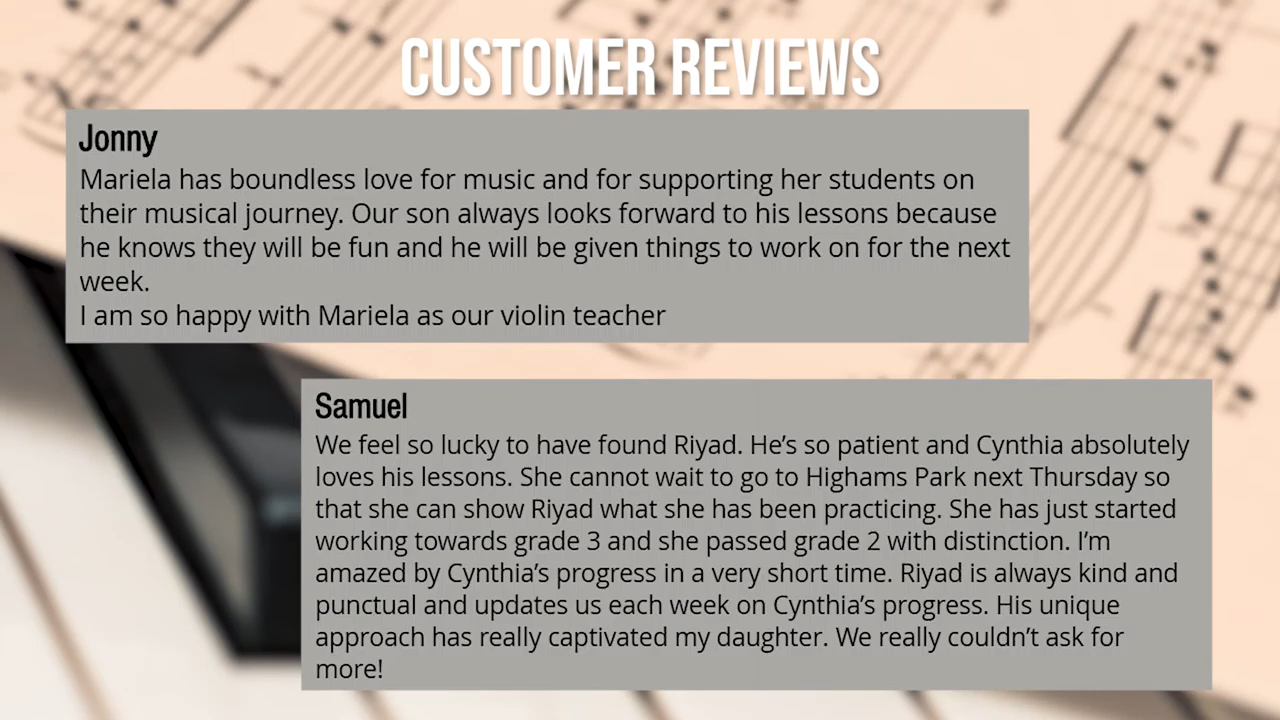 CUSTOMER REVIEWS
Jonny
Mariela has boundless love for music and for supporting her students on
their musical journey. Our son always looks forward to his lessons because
he knows they will be fun and he will be given things to work on for the next
week.
I am so happy with Mariela as our violin teacher
Samuel
We feel so lucky to have found Riyad. He’s so patient and Cynthia absolutely
loves his lessons. She cannot wait to go to Highams Park next Thursday so
that she can show Riyad what she has been practicing. She has just started
working towards grade 3 and she passed grade 2 with distinction. I’m
amazed by Cynthia’s progress in a very short time. Riyad is always kind and
punctual and updates us each week on Cynthia’s progress. His unique
approach has really captivated my daughter. We really couldn’t ask for
more!